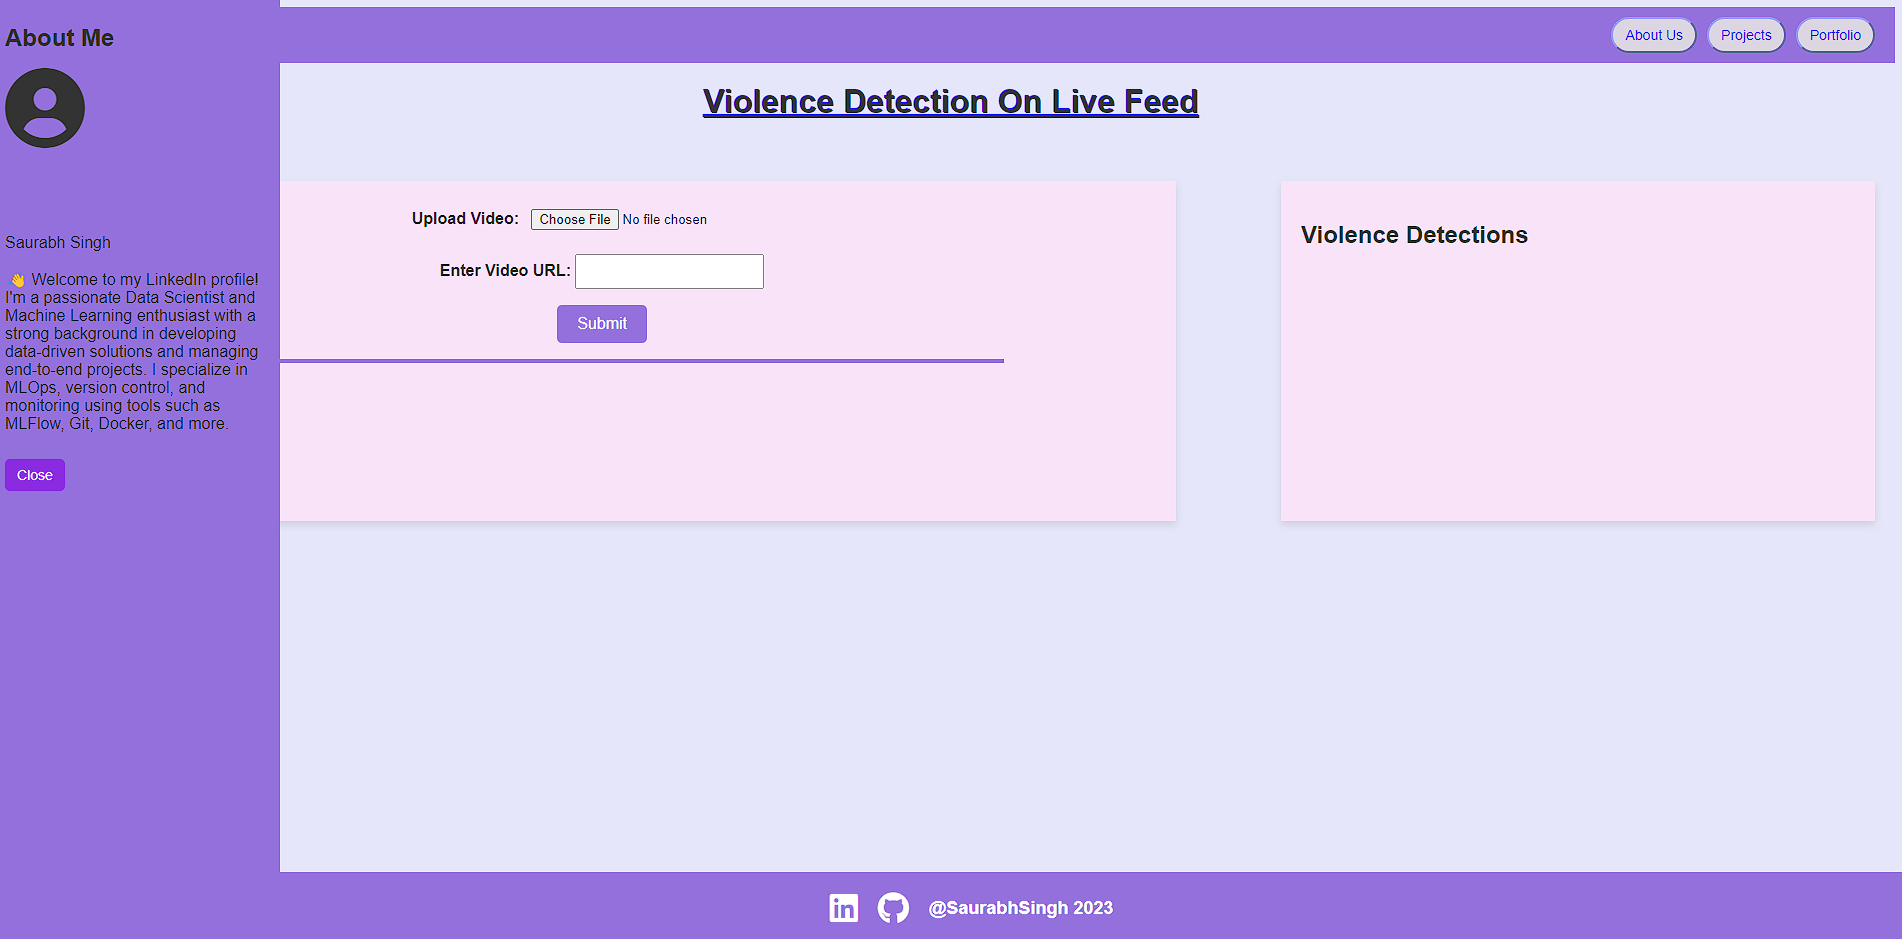 About Me
About Us
Projects
Portfolio
Violence Detection On Live Feed
Saurabh Singh
👋 Welcome to my LinkedIn profile!
I'm a passionate Data Scientist and
Machine Learning enthusiast with a
strong background in developing
data-driven solutions and managing
end-to-end projects. I specialize in
MLOps, version control, and
monitoring using tools such as
MLFlow, Git, Docker, and more.
Close
Upload Video: Choose File No file chosen
Enter Video URL:
Submit
Violence Detections
in
@SaurabhSingh 2023